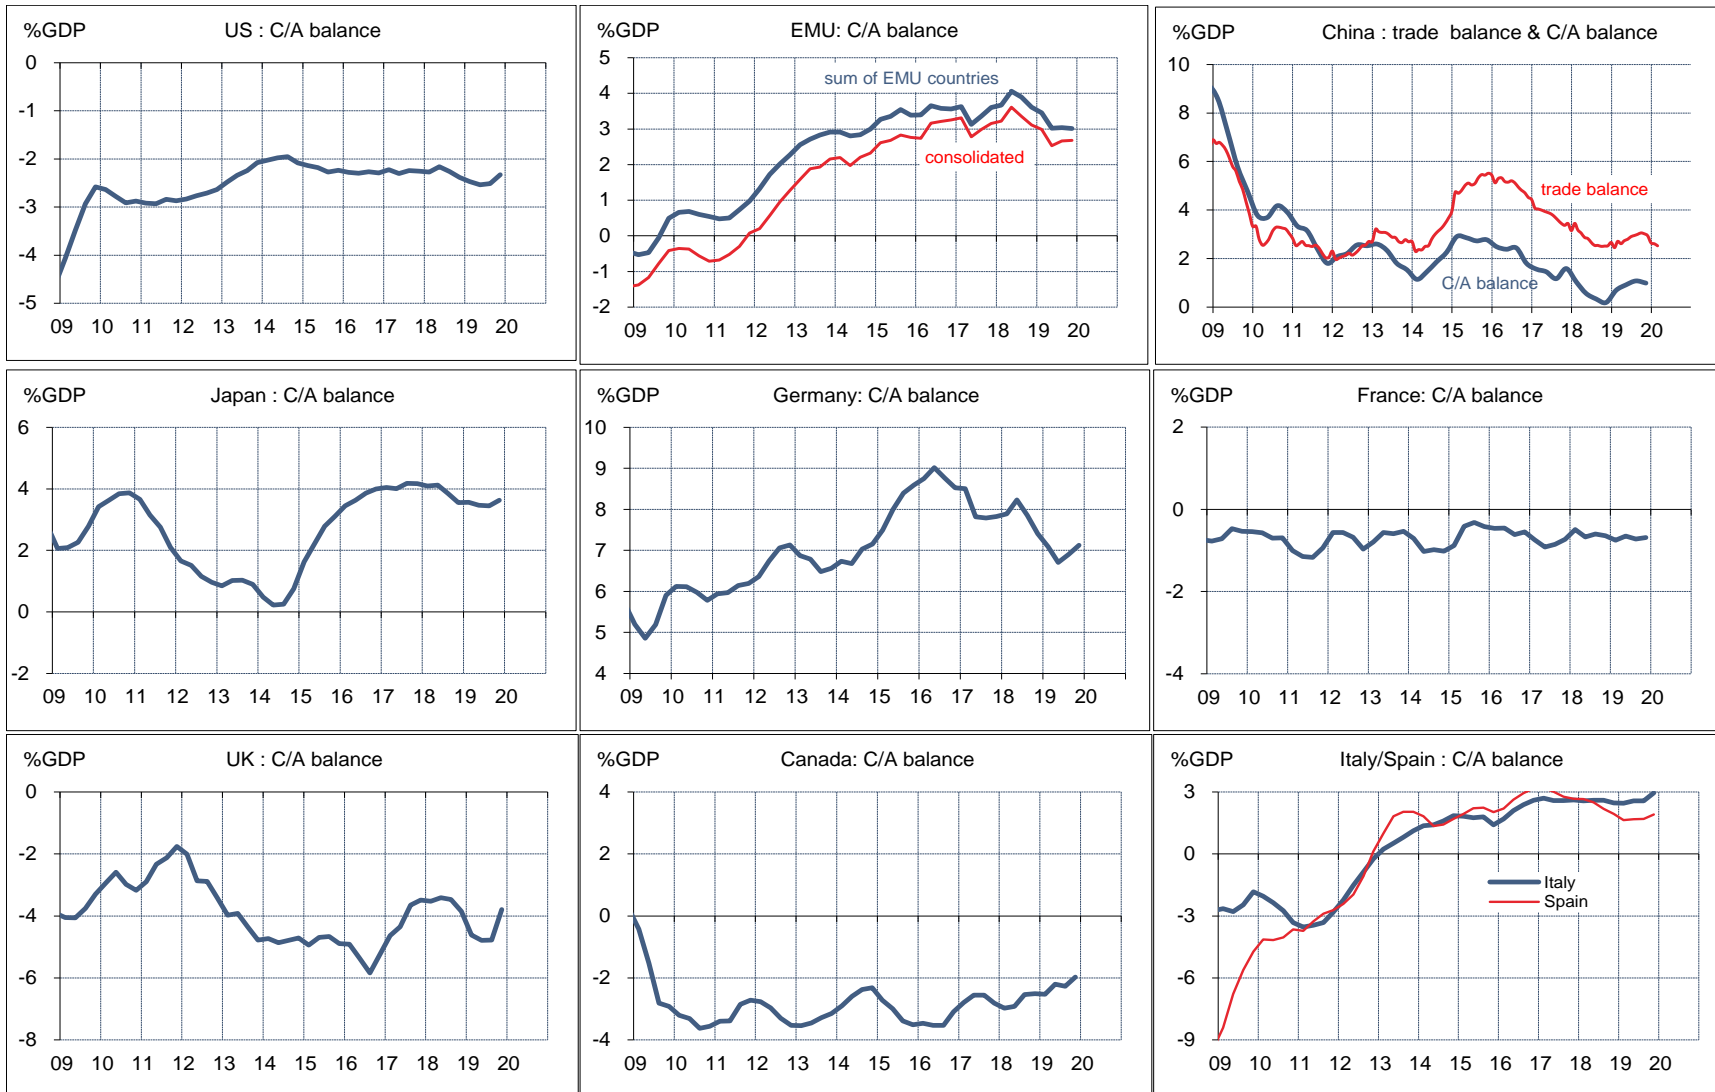 %GDP US : C/A balance
0
-1
-2
-3
-4
-5
09 10 11 12 13 14 15 16 17 18 19 20
%GDP EMU: C/A balance
5
sum of EMU countries
4
3
consolidated
2
1
0
-1
-2
09 10 11 12 13 14 15 16 17 18 19 20
%GDP China : trade balance & C/A balance
10
8
6
trade balance
4
2
C/A balance
0
09 10 11 12 13 14 15 16 17 18 19 20
%GDP Japan : C/A balance
6
4
2
0
-2
09 10 11 12 13 14 15 16 17 18 19 20
%GDP Germany: C/A balance
10
9
8
7
6
5
4
09 10 11 12 13 14 15 16 17 18 19 20
%GDP France: C/A balance
2
0
-2
-4
09 10 11 12 13 14 15 16 17 18 19 20
%GDP UK : C/A balance
0
-2
-4
-6
-8
09 10 11 12 13 14 15 16 17 18 19 20
%GDP Canada: C/A balance
4
2
0
-2
-4
09 10 11 12 13 14 15 16 17 18 19 20
%GDP Italy/Spain : C/A balance
3
0
Italy
Spain
-3
-6
-9
09 10 11 12 13 14 15 16 17 18 19 20